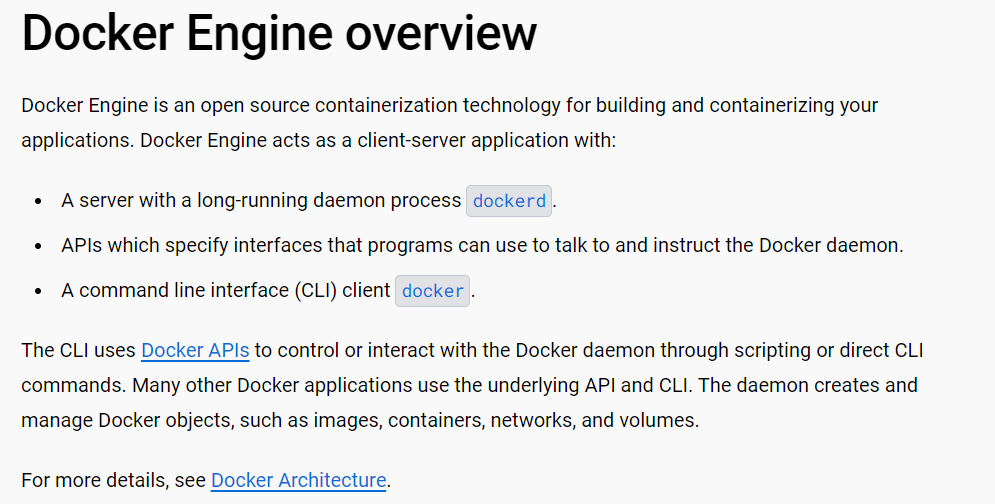 Docker Engine overview
Docker Engine is an open source containerization technology for building and containerizing your
applications. Docker Engine acts as a client-server application with:
• A server with a long-running daemon process dockerd.
• APIs which specify interfaces that programs can use to talk to and instruct the Docker daemon.
• A command line interface (CLI) client docker.
The CLI uses Docker APIs to control or interact with the Docker daemon through scripting or direct CLI
commands. Many other Docker applications use the underlying API and CLI. The daemon creates and
manage Docker objects, such as images, containers, networks, and volumes.
For more details, see Docker Architecture.